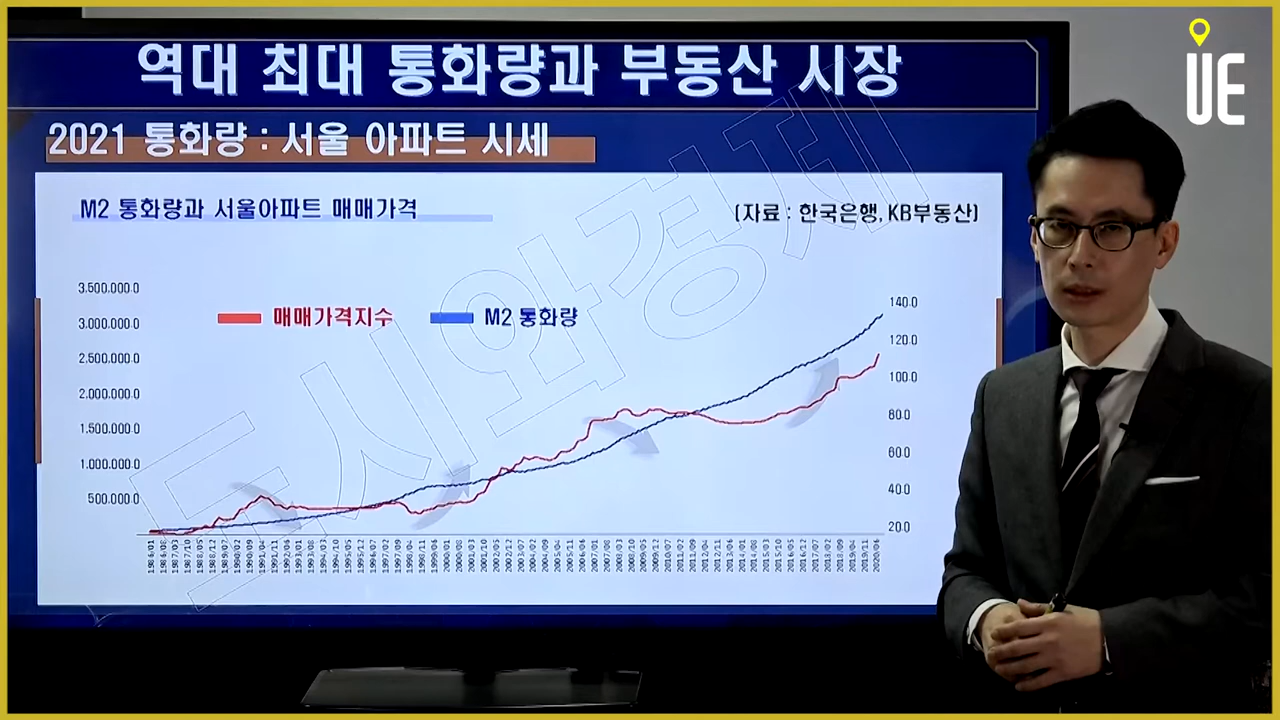 역대 최대 통화량과 부동산 시장
UE
2021 통화량 : 서울 아파트 시세
M2 통화량과 서울아파트 매매가격
(자료 : 한국은행, KB부동산)
매매가격지수
M2 통화량
3,500,000.0
3,000,000.0
2,500,000.0
2,000,000.0
1,500,000.0
1,000,000.0
500,000.0
140.0
120.0
100.0
80.0
60.0
40.0
20.0
도시와경제